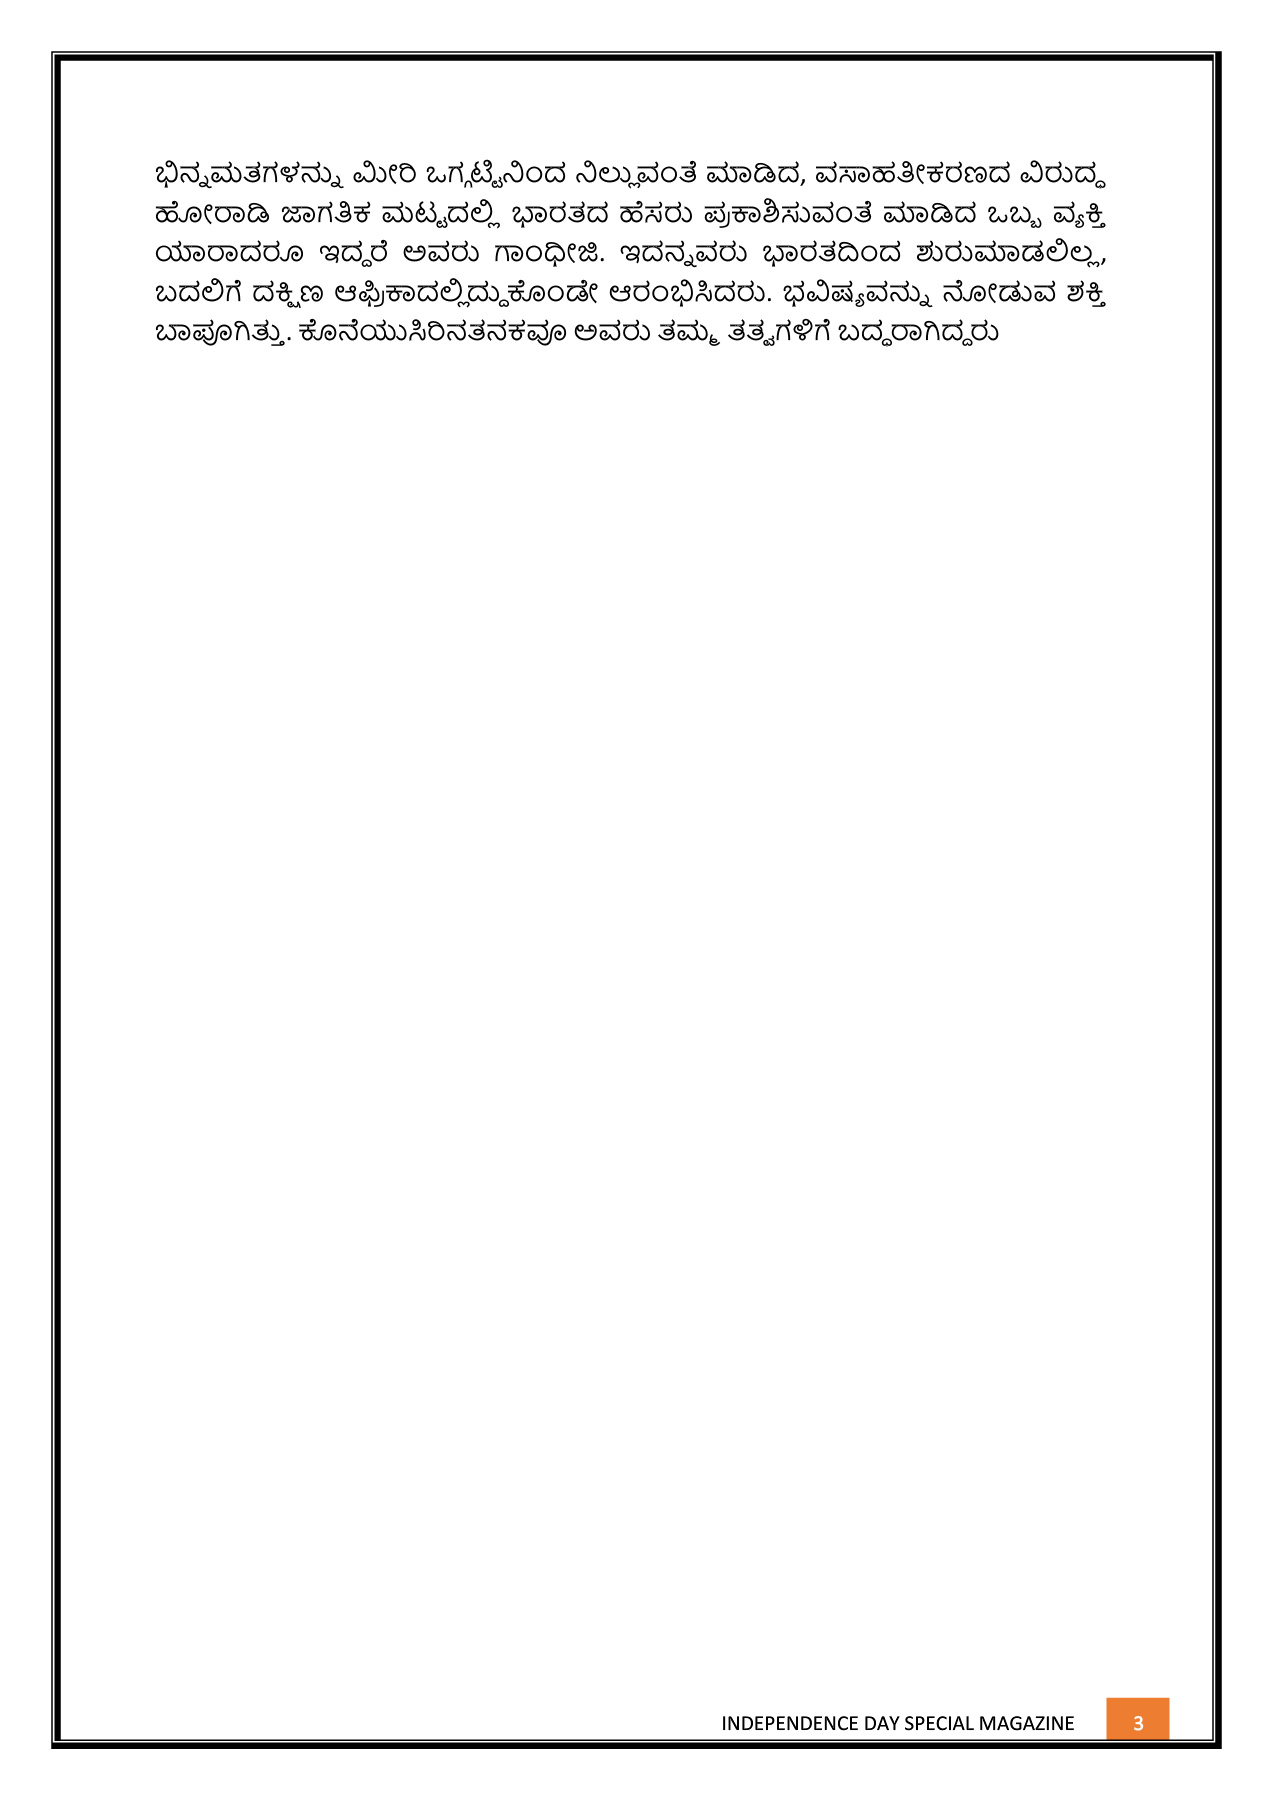 ಭಿನ್ನಮತಗಳನ್ನು ಮೀರಿ ಒಗ್ಗಟ್ಟಿನಿಂದ ನಿಲ್ಲುವಂತೆ ಮಾಡಿದ, ವಸಾಹತೀಕರಣದ ವಿರುದ್ಧ
ಹೋರಾಡಿ ಜಾಗತಿಕ ಮಟ್ಟದಲ್ಲಿ ಭಾರತದ ಹೆಸರು ಪ್ರಕಾಶಿಸುವಂತೆ ಮಾಡಿದ ಒಬ್ಬ ವ್ಯಕ್ತಿ
ಯಾರಾದರೂ ಇದ್ದರೆ ಅವರು ಗಾಂಧೀಜಿ. ಇದನ್ನವರು ಭಾರತದಿಂದ ಶುರುಮಾಡಲಿಲ್ಲ,
ಬದಲಿಗೆ ದಕ್ಷಿಣ ಆಫ್ರಿಕಾದಲ್ಲಿದ್ದುಕೊಂಡೇ ಆರಂಭಿಸಿದರು. ಭವಿಷ್ಯವನ್ನು ನೋಡುವ ಶಕ್ತಿ
ಬಾಪೂಗಿತ್ತು. ಕೊನೆಯುಸಿರಿನತನಕವೂ ಅವರು ತಮ್ಮ ತತ್ವಗಳಿಗೆ ಬದ್ಧರಾಗಿದ್ದರು
INDEPENDENCE DAY SPECIAL MAGAZINE 3